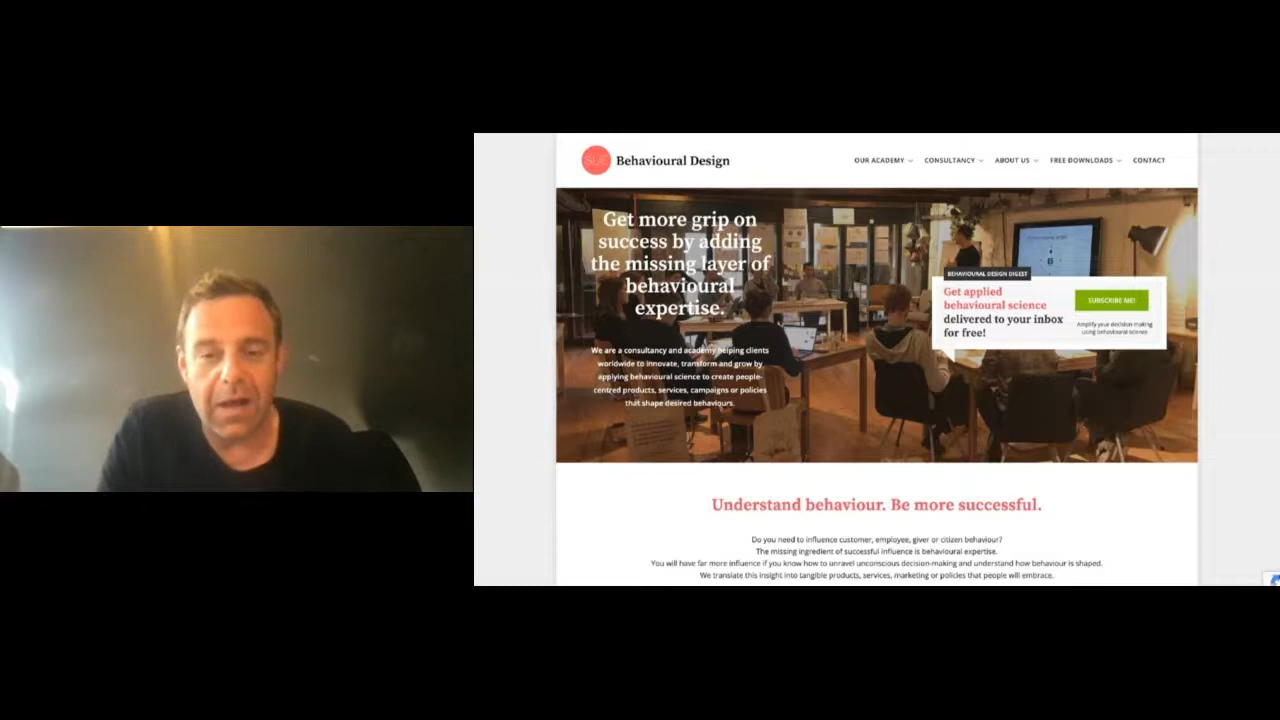 SUE
Behavioural Design
OUR ACADEMY
CONSULTANCY
ABOUT US
FREE DOWNLOADS
CONTACT
Get more grip on
success by adding
the missing layer of
behavioural
expertise.
We are a consultancy and academy helping clients
worldwide to innovate, transform and grow by
applying behavioural science to create people-
centred products, services, campaigns or policies
that shape desired behaviours.
BEHAVIOURAL DESIGN DIGEST
Get applied
behavioural science
delivered to your inbox
for free!
SUBSCRIBE ME!
Amplify your decision-making
using behavioural science
Understand behaviour. Be more successful.
Do you need to influence customer, employee, giver or citizen behaviour?
The missing ingredient of successful influence is behavioural expertise.
You will have far more influence if you know how to unravel unconscious decision-making and understand how behaviour is shaped.
We translate this insight into tangible products, services, marketing or policies that people will embrace.